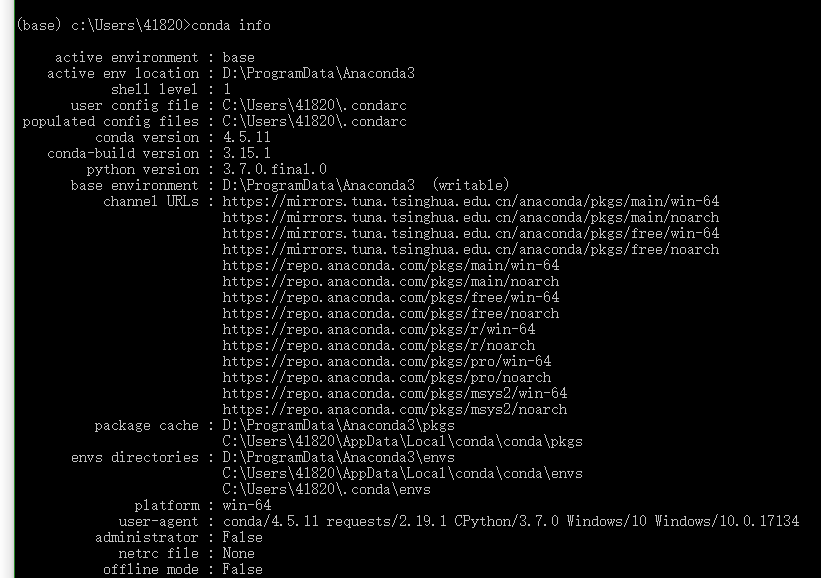 (base) c:\Users\41820>conda info
active environment : base
active env location : D:\ProgramData\Anaconda3
shell level : 1
user config file : C:\Users\41820\.condarc
populated config files : C:\Users\41820\.condarc
conda version : 4.5.11
conda-build version : 3.15.1
python version : 3.7.0.final.0
base environment : D:\ProgramData\Anaconda3  (writable)
channel URLs : https://mirrors.tuna.tsinghua.edu.cn/anaconda/pkgs/main/win-64
https://mirrors.tuna.tsinghua.edu.cn/anaconda/pkgs/main/noarch
https://mirrors.tuna.tsinghua.edu.cn/anaconda/pkgs/free/win-64
https://mirrors.tuna.tsinghua.edu.cn/anaconda/pkgs/free/noarch
https://repo.anaconda.com/pkgs/main/win-64
https://repo.anaconda.com/pkgs/main/noarch
https://repo.anaconda.com/pkgs/free/win-64
https://repo.anaconda.com/pkgs/free/noarch
https://repo.anaconda.com/pkgs/r/win-64
https://repo.anaconda.com/pkgs/r/noarch
https://repo.anaconda.com/pkgs/pro/win-64
https://repo.anaconda.com/pkgs/pro/noarch
https://repo.anaconda.com/pkgs/msys2/win-64
https://repo.anaconda.com/pkgs/msys2/noarch
package cache : D:\ProgramData\Anaconda3\pkgs
C:\Users\41820\AppData\Local\conda\conda\pkgs
envs directories : D:\ProgramData\Anaconda3\envs
C:\Users\41820\AppData\Local\conda\conda\envs
C:\Users\41820\.conda\envs
platform : win-64
user-agent : conda/4.5.11 requests/2.19.1 CPython/3.7.0 Windows/10 Windows/10.0.17134
administrator : False
netrc file : None
offline mode : False